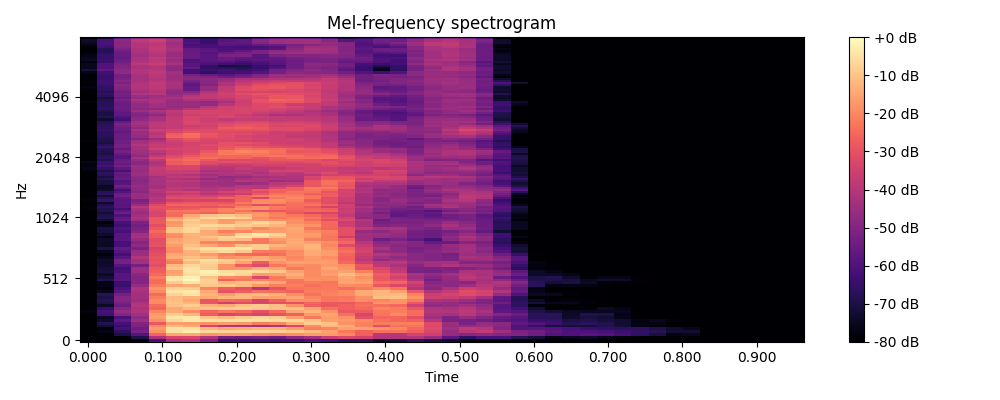 Mel-frequency spectrogram
+0 dB
-10 dB
-20 dB
-30 dB
-40 dB
-50 dB
-60 dB
-70 dB
-80 dB
Hz
4096
2048
1024
512
0
0.000 0.100 0.200 0.300 0.400 0.500 0.600 0.700 0.800 0.900
Time